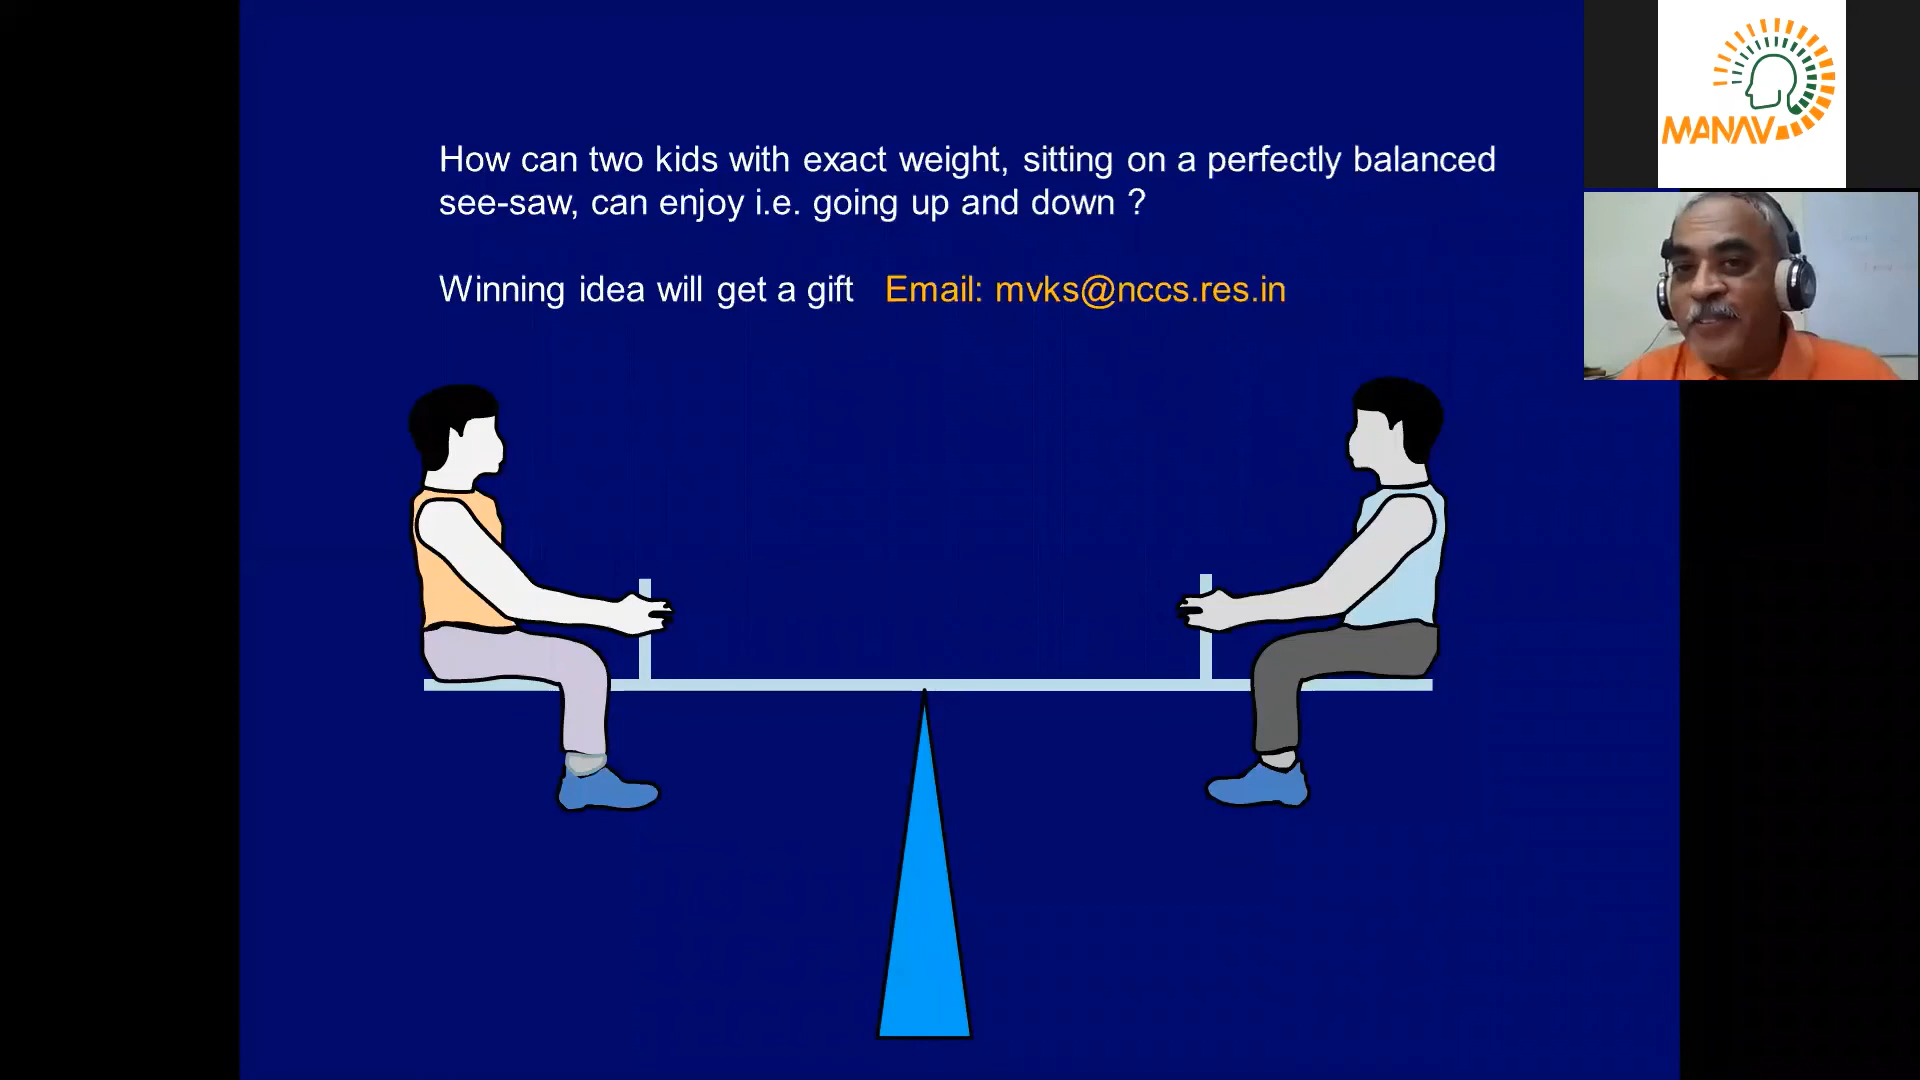 How can two kids with exact weight, sitting on a perfectly balanced
see-saw, can enjoy i.e. going up and down ?
Winning idea will get a gift   Email: mvks@nccs.res.in
MANAV